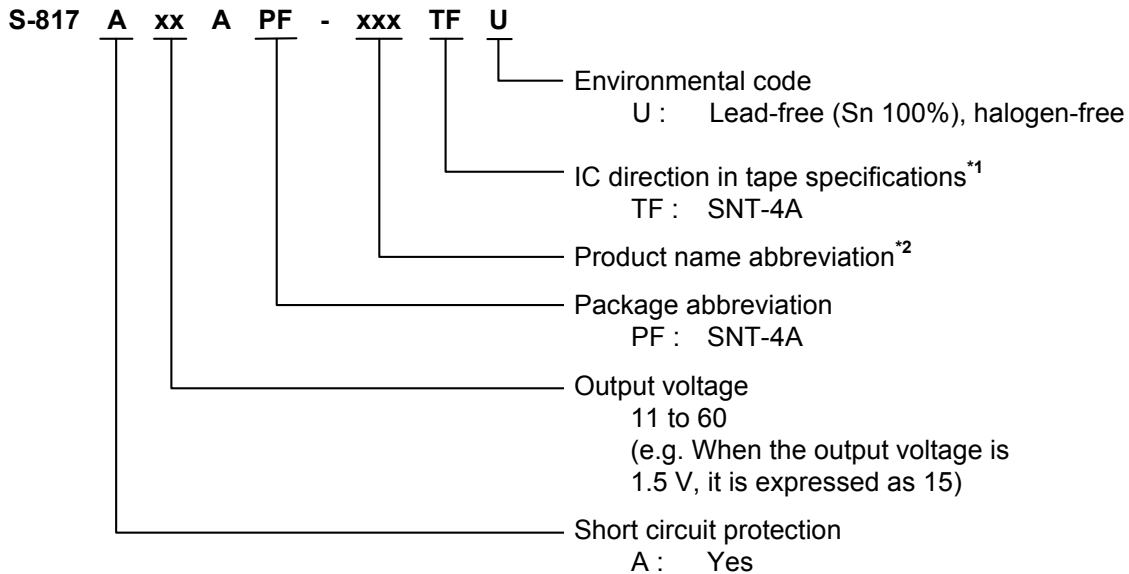 S-817 A xx A PF - xxx TF U
Environmental code
U : Lead-free (Sn 100%), halogen-free
IC direction in tape specifications*1
TF : SNT-4A
Product name abbreviation*2
Package abbreviation
PF : SNT-4A
Output voltage
11 to 60
(e.g. When the output voltage is
1.5 V, it is expressed as 15)
Short circuit protection
A : Yes